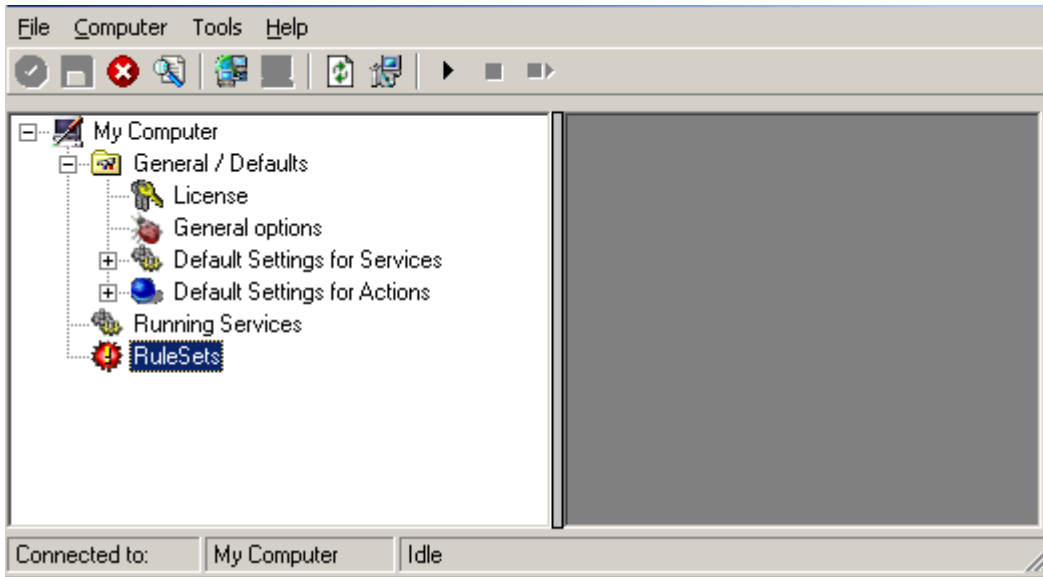 File Computer Tools Help
My Computer
General / Defaults
License
General options
Default Settings for Services
Default Settings for Actions
Running Services
RuleSets
Connected to: My Computer Idle